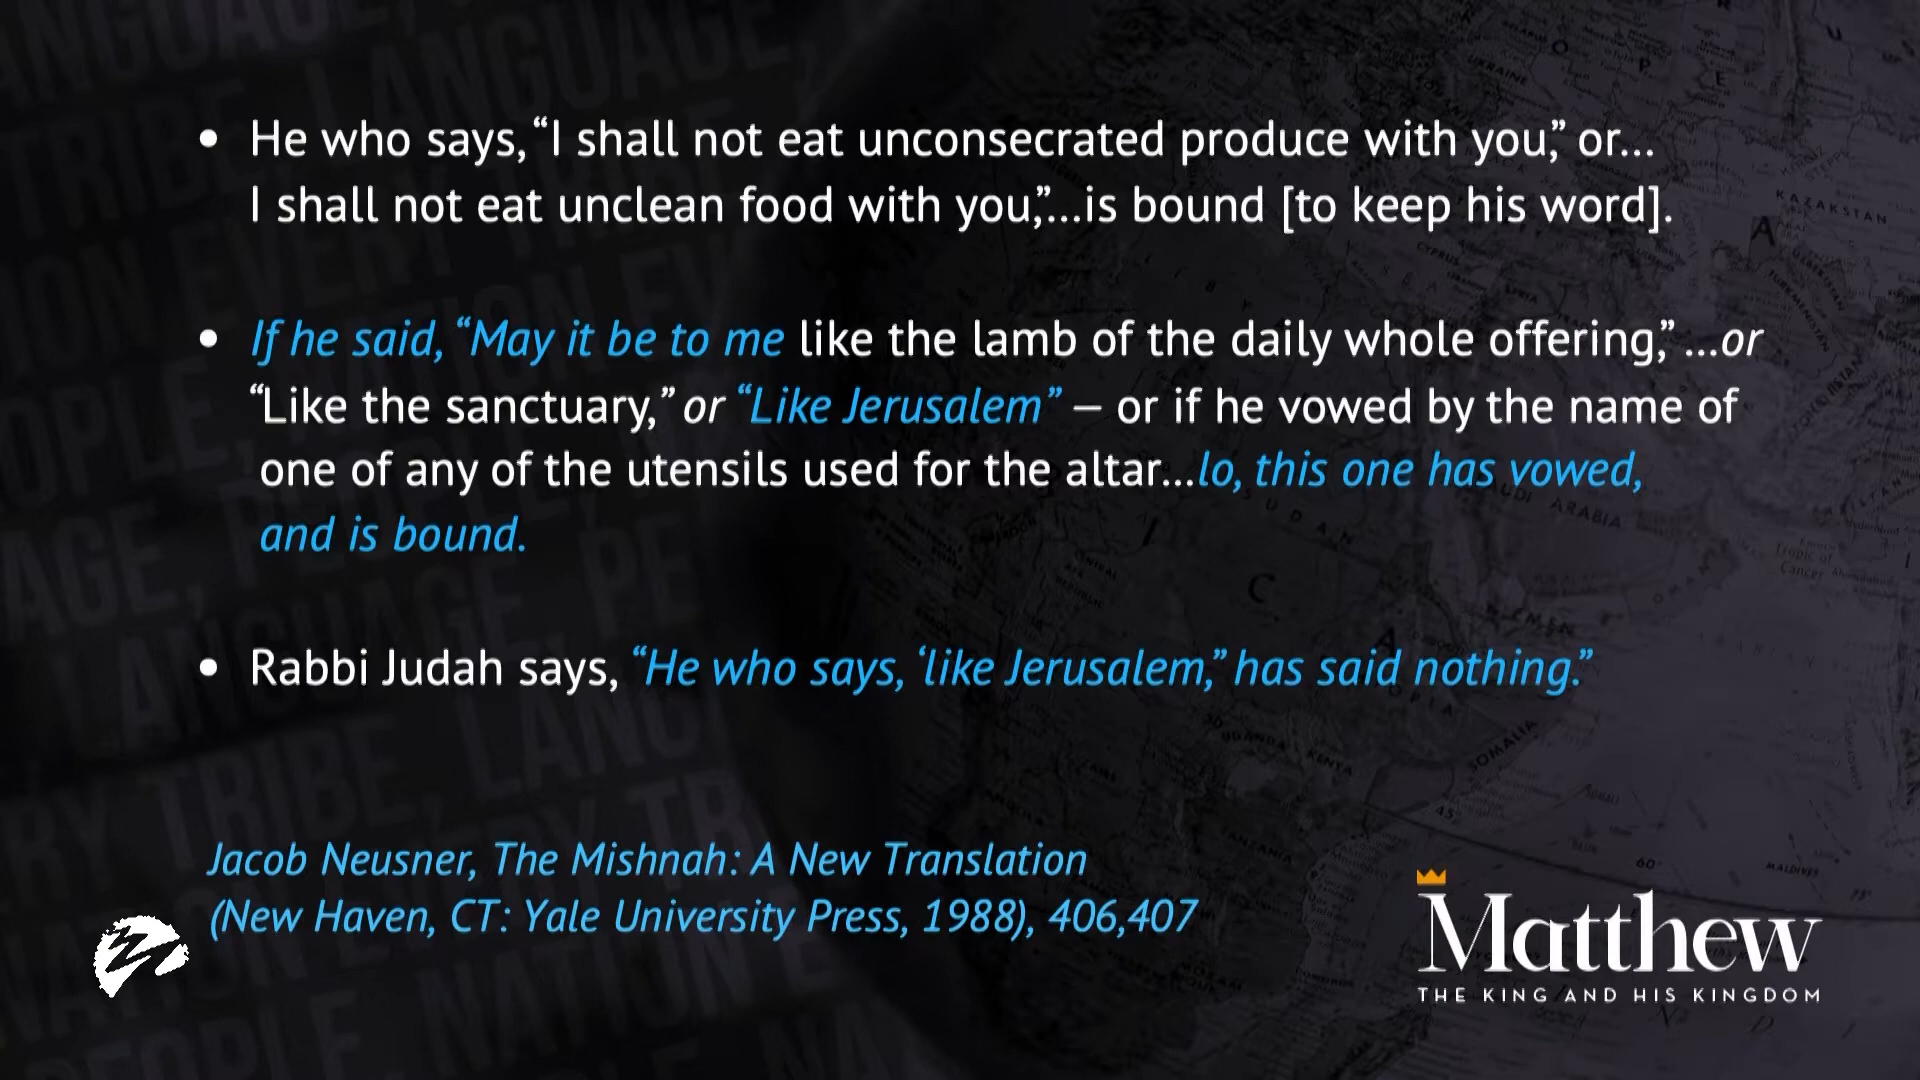 • He who says, “I shall not eat unconsecrated produce with you,” or...
I shall not eat unclean food with you,”...is bound [to keep his word].
• If he said, “May it be to me like the lamb of the daily whole offering,” ...or
“Like the sanctuary,” or “Like Jerusalem” – or if he vowed by the name of
one of any of the utensils used for the altar...lo, this one has vowed,
and is bound.
• Rabbi Judah says, “He who says, ‘like Jerusalem,” has said nothing.”
Jacob Neusner, The Mishnah: A New Translation
(New Haven, CT: Yale University Press, 1988), 406,407
Matthew
THE KING AND HIS KINGDOM